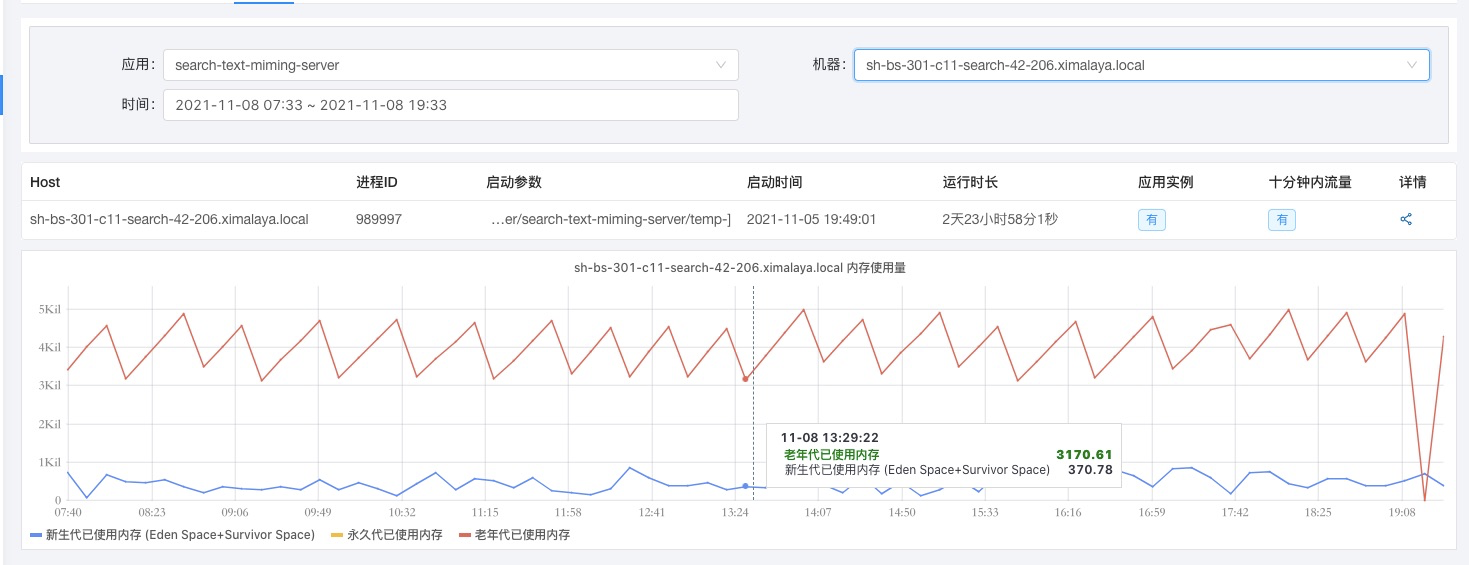 应用： search-text-miming-server 机器： sh-bs-301-c11-search-42-206.ximalaya.local
时间： 2021-11-08 07:33 ~ 2021-11-08 19:33
Host 进程ID 启动参数 启动时间 运行时长 应用实例 十分钟内流量 详情
sh-bs-301-c11-search-42-206.ximalaya.local 989997 ...er/search-text-miming-server/temp-] 2021-11-05 19:49:01 2天23小时58分1秒 有 有
sh-bs-301-c11-search-42-206.ximalaya.local 内存使用量
5Kil
4Kil
3Kil
2Kil
1Kil
0
11-08 13:29:22
老年代已使用内存 3170.61
新生代已使用内存 (Eden Space+Survivor Space) 370.78
07:40 08:23 09:06 09:49 10:32 11:15 11:58 12:41 13:24 14:07 14:50 15:33 16:16 16:59 17:42 18:25 19:08
新生代已使用内存 (Eden Space+Survivor Space) 永久代已使用内存 老年代已使用内存